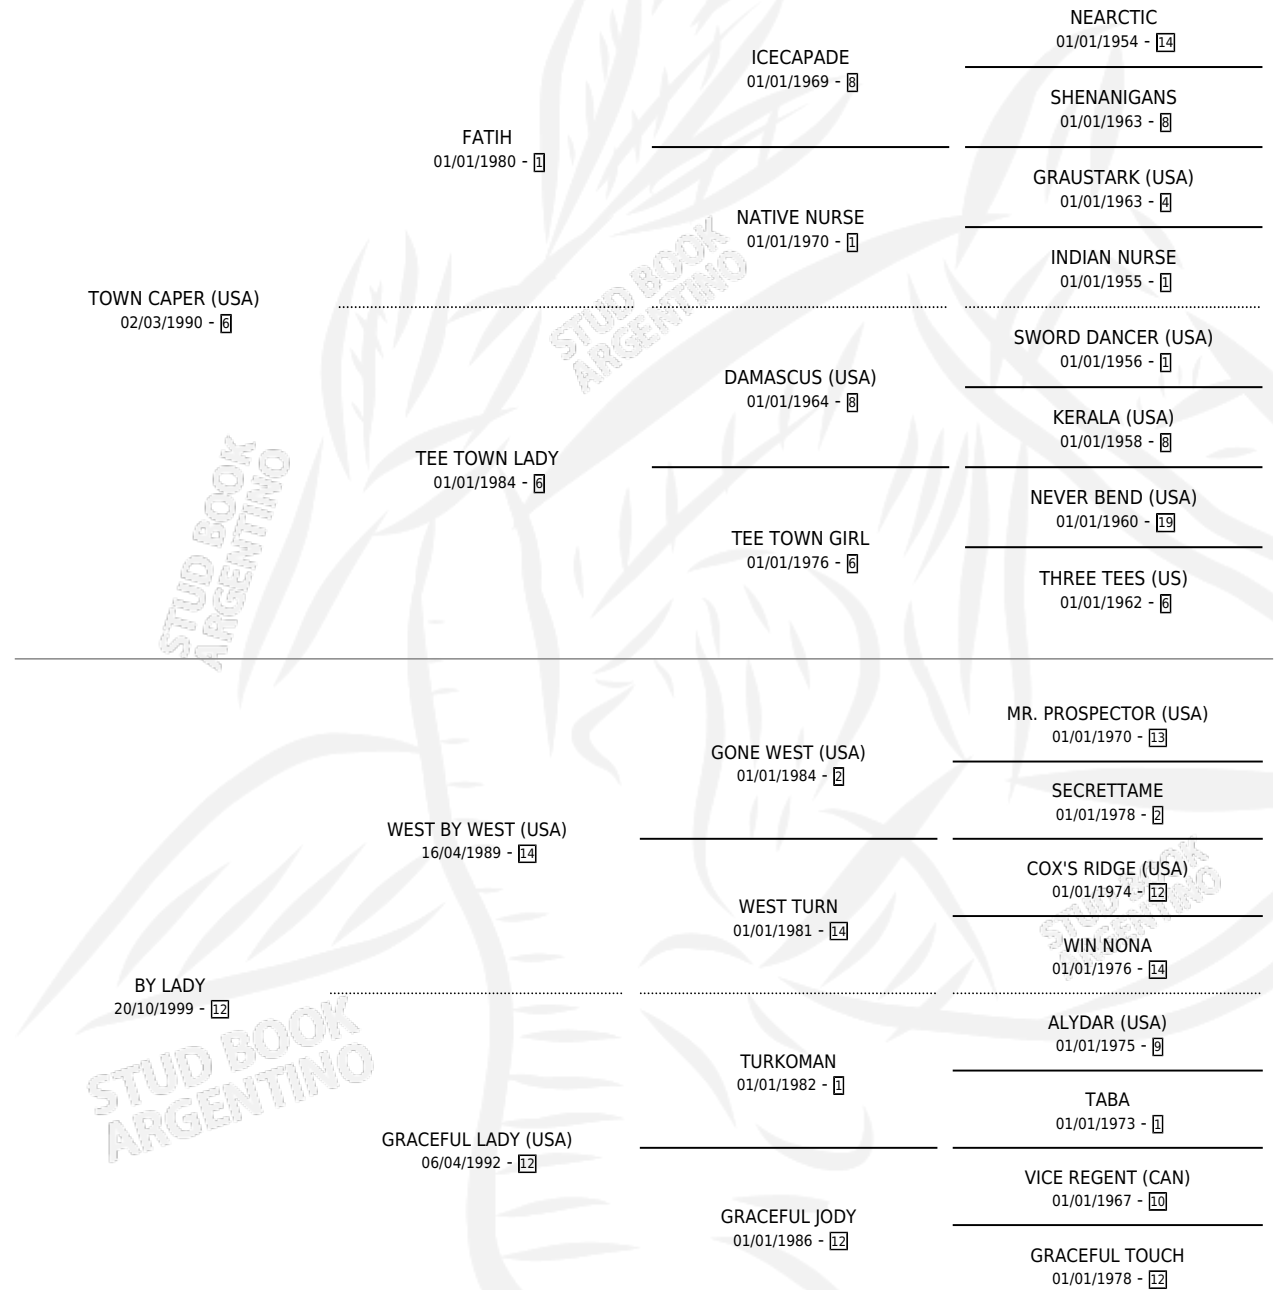 NEARCTIC
01/01/1954 - 14
ICECAPADE
01/01/1969 - 8
SHENANIGANS
01/01/1963 - 8
FATIH
01/01/1980 - 1
GRAUSTARK (USA)
01/01/1963 - 4
NATIVE NURSE
01/01/1970 - 1
INDIAN NURSE
01/01/1955 - 1
TOWN CAPER (USA)
02/03/1990 - 6
SWORD DANCER (USA)
01/01/1956 - 1
DAMASCUS (USA)
01/01/1964 - 8
KERALA (USA)
01/01/1958 - 8
TEE TOWN LADY
01/01/1984 - 6
NEVER BEND (USA)
01/01/1960 - 19
TEE TOWN GIRL
01/01/1976 - 6
THREE TEES (US)
01/01/1962 - 6
MR. PROSPECTOR (USA)
01/01/1970 - 13
GONE WEST (USA)
01/01/1984 - 2
SECRETTAME
01/01/1978 - 2
WEST BY WEST (USA)
16/04/1989 - 14
COX'S RIDGE (USA)
01/01/1974 - 12
WEST TURN
01/01/1981 - 14
WIN NONA
01/01/1976 - 14
BY LADY
20/10/1999 - 12
ALYDAR (USA)
01/01/1975 - 9
TURKOMAN
01/01/1982 - 1
TABA
01/01/1973 - 1
GRACEFUL LADY (USA)
06/04/1992 - 12
VICE REGENT (CAN)
01/01/1967 - 10
GRACEFUL JODY
01/01/1986 - 12
GRACEFUL TOUCH
01/01/1978 - 12
STUD BOOK
ARGENTINO
STUD BOOK
ARGENTINO
STUD BOOK
ARGENTINO
STUD BOOK
ARGENTINO